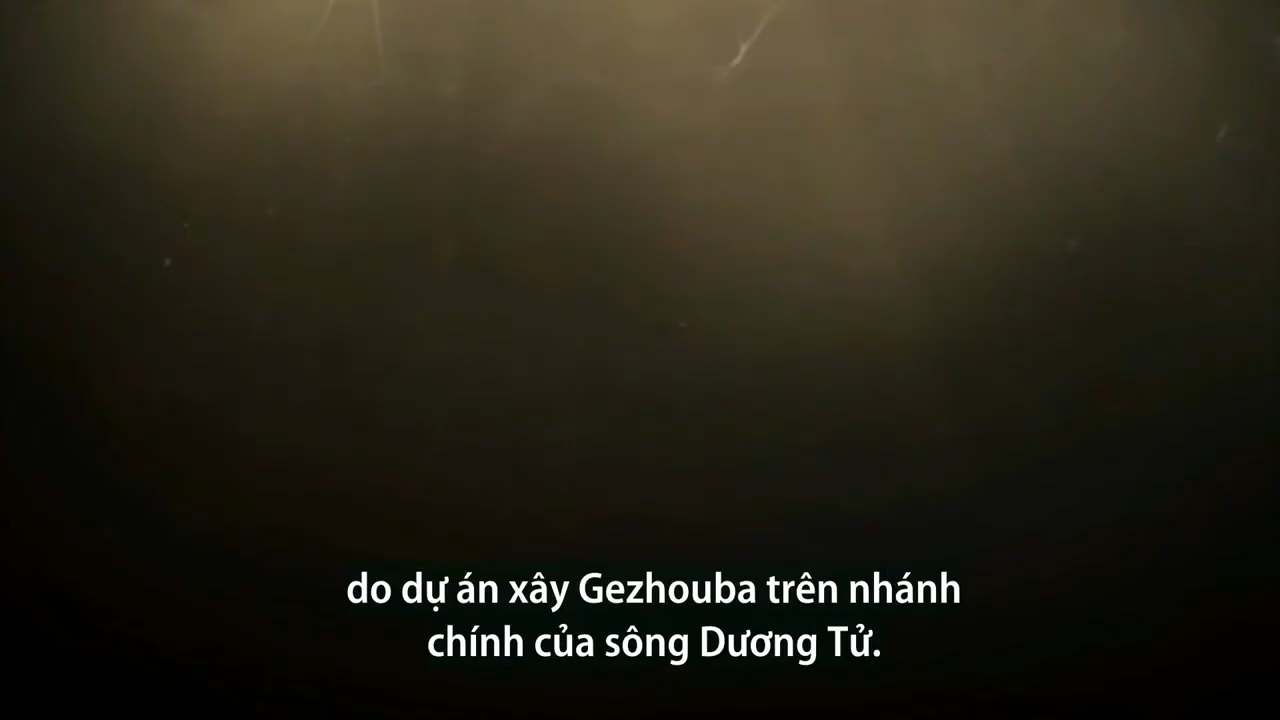 do dự án xây Gezhouba trên nhánh
chính của sông Dương Tử.